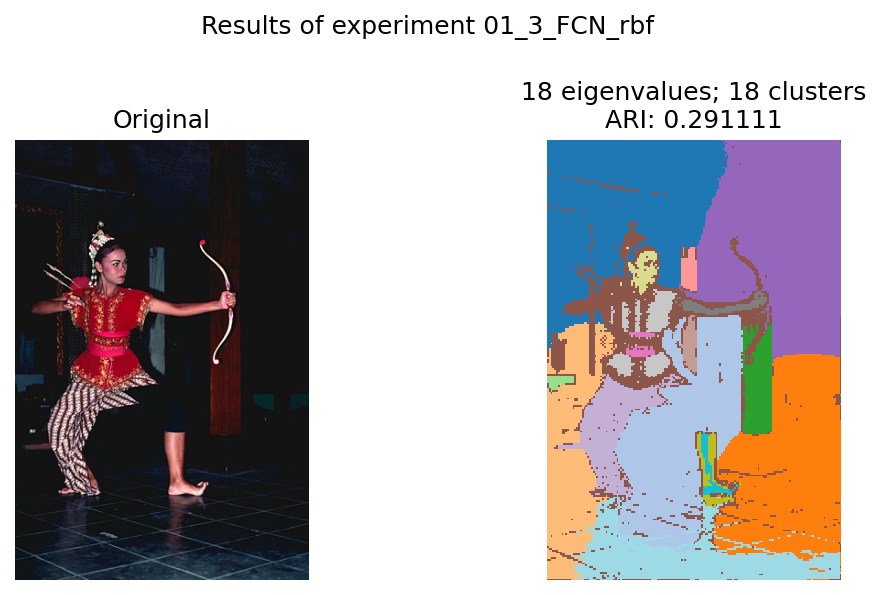 Results of experiment 01_3_FCN_rbf
Original
18 eigenvalues; 18 clusters
ARI: 0.291111